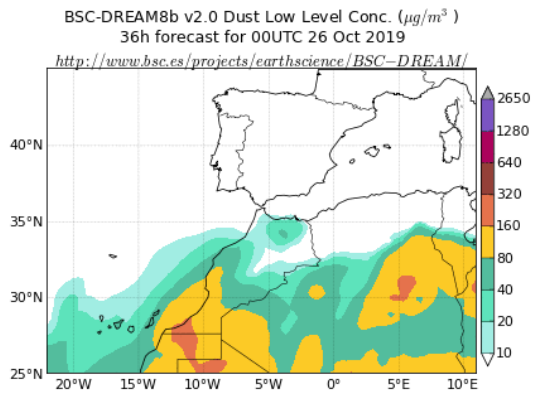 BSC-DREAM8b v2.0 Dust Low Level Conc. (μg/m³ )
36h forecast for 00UTC 26 Oct 2019
http://www.bsc.es/projects/earthscience/BSC−DREAM/
40°N
35°N
30°N
25°N
20°W 15°W 10°W 5°W 0° 5°E 10°E
2650
1280
640
320
160
80
40
20
10